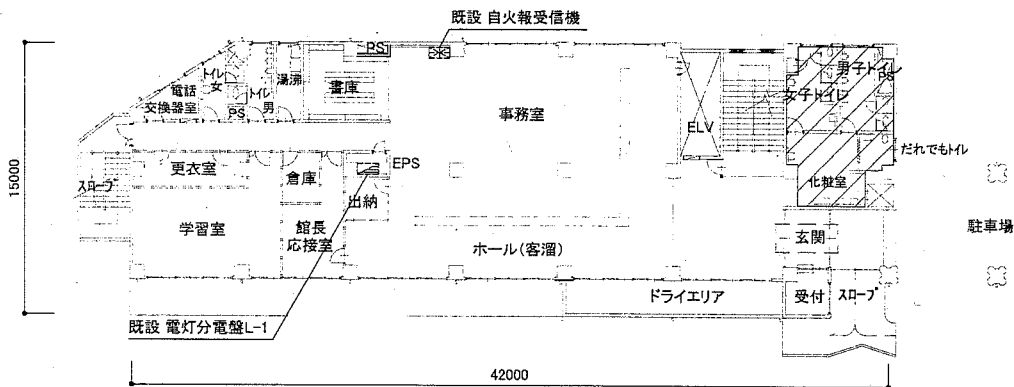 既設 自火報受信機
PS
トイレ
女
湯沸
書庫
男子トイレ
PS
電話
交換器室
トイレ
男
PS
事務室
女子トイレ
ELV
だれでもトイレ
15000
更衣室
倉庫
EPS
化粧室
スロープ
出納
学習室
館長
応接室
ホール(客溜)
玄関
駐車場
ドライエリア
受付
スロープ
既設 電灯分電盤L-1
42000